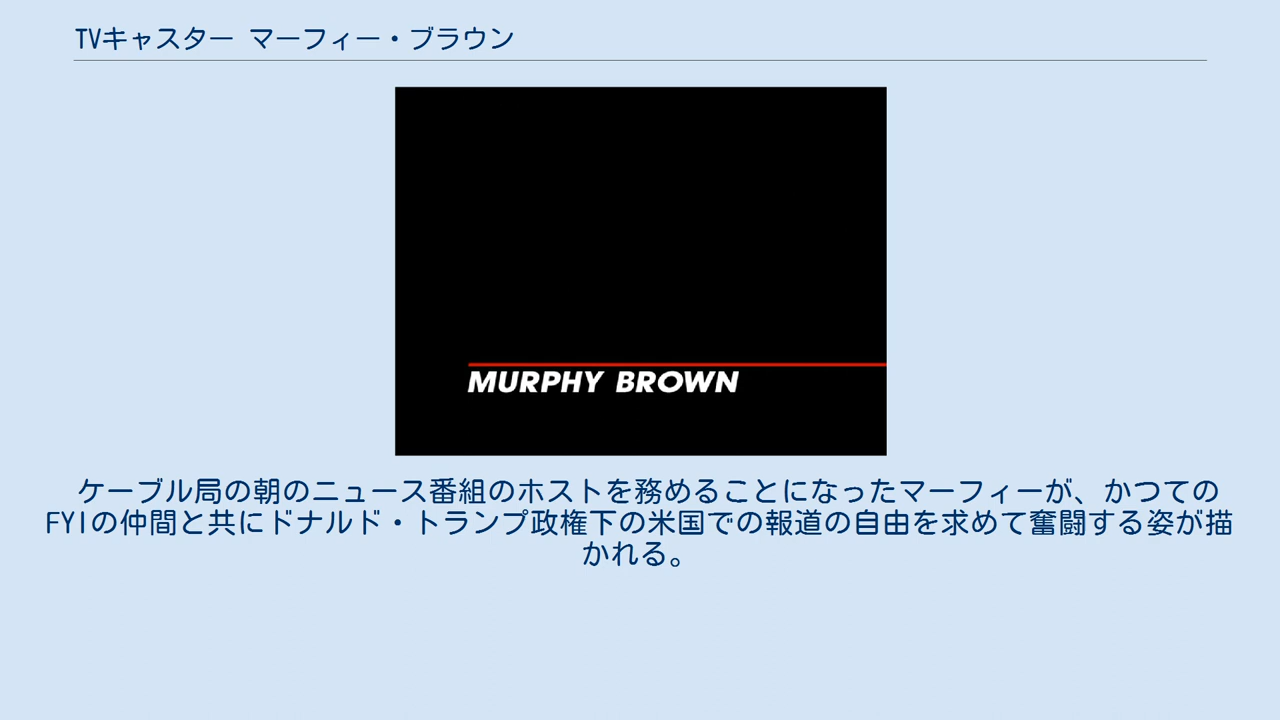 TVキャスター マーフィー・ブラウン
MURPHY BROWN
ケーブル局の朝のニュース番組のホストを務めることになったマーフィーが、かつての
FYIの仲間と共にドナルド・トランプ政権下の米国での報道の自由を求めて奮闘する姿が描
かれる。